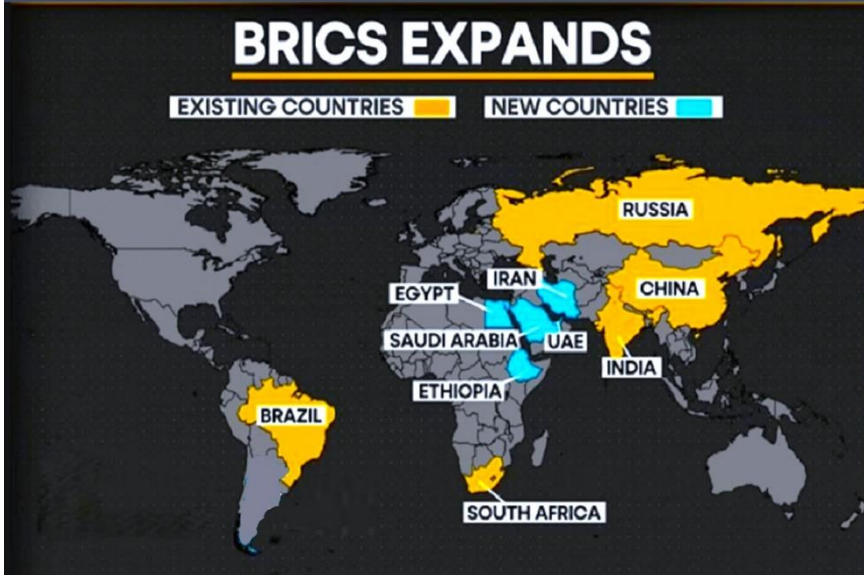 BRICS EXPANDS
EXISTING COUNTRIES
NEW COUNTRIES
RUSSIA
IRAN
CHINA
EGYPT
SAUDI ARABIA
UAE
INDIA
ETHIOPIA
BRAZIL
SOUTH AFRICA